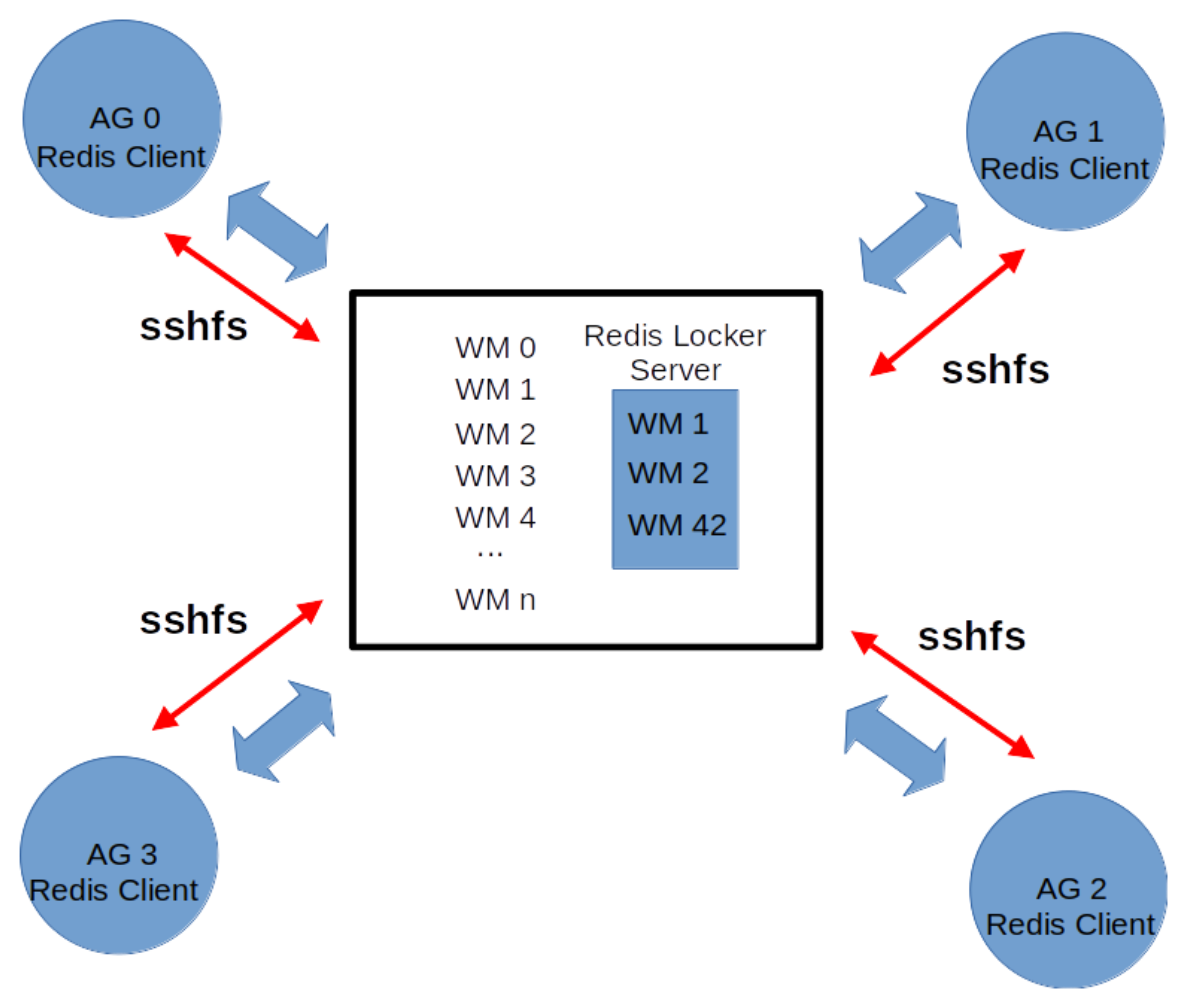 AG 0
Redis Client
AG 1
Redis Client
sshfs
sshfs
WM 0
WM 1
WM 2
WM 3
WM 4
...
WM n
Redis Locker
Server
WM 1
WM 2
WM 42
sshfs
sshfs
AG 3
Redis Client
AG 2
Redis Client